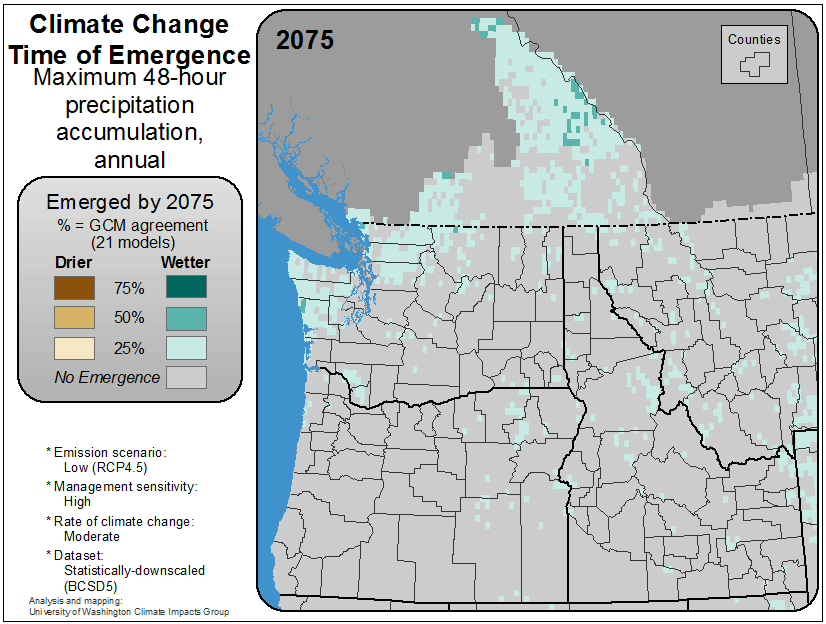 Climate Change
Time of Emergence
Maximum 48-hour
precipitation
accumulation,
annual
Emerged by 2075
% = GCM agreement
(21 models)
Drier Wetter
75%
50%
25%
No Emergence
* Emission scenario:
Low (RCP4.5)
* Management sensitivity:
High
* Rate of climate change:
Moderate
* Dataset:
Statistically-downscaled
(BCSD5)
Analysis and mapping:
University of Washington Climate Impacts Group
2075
Counties